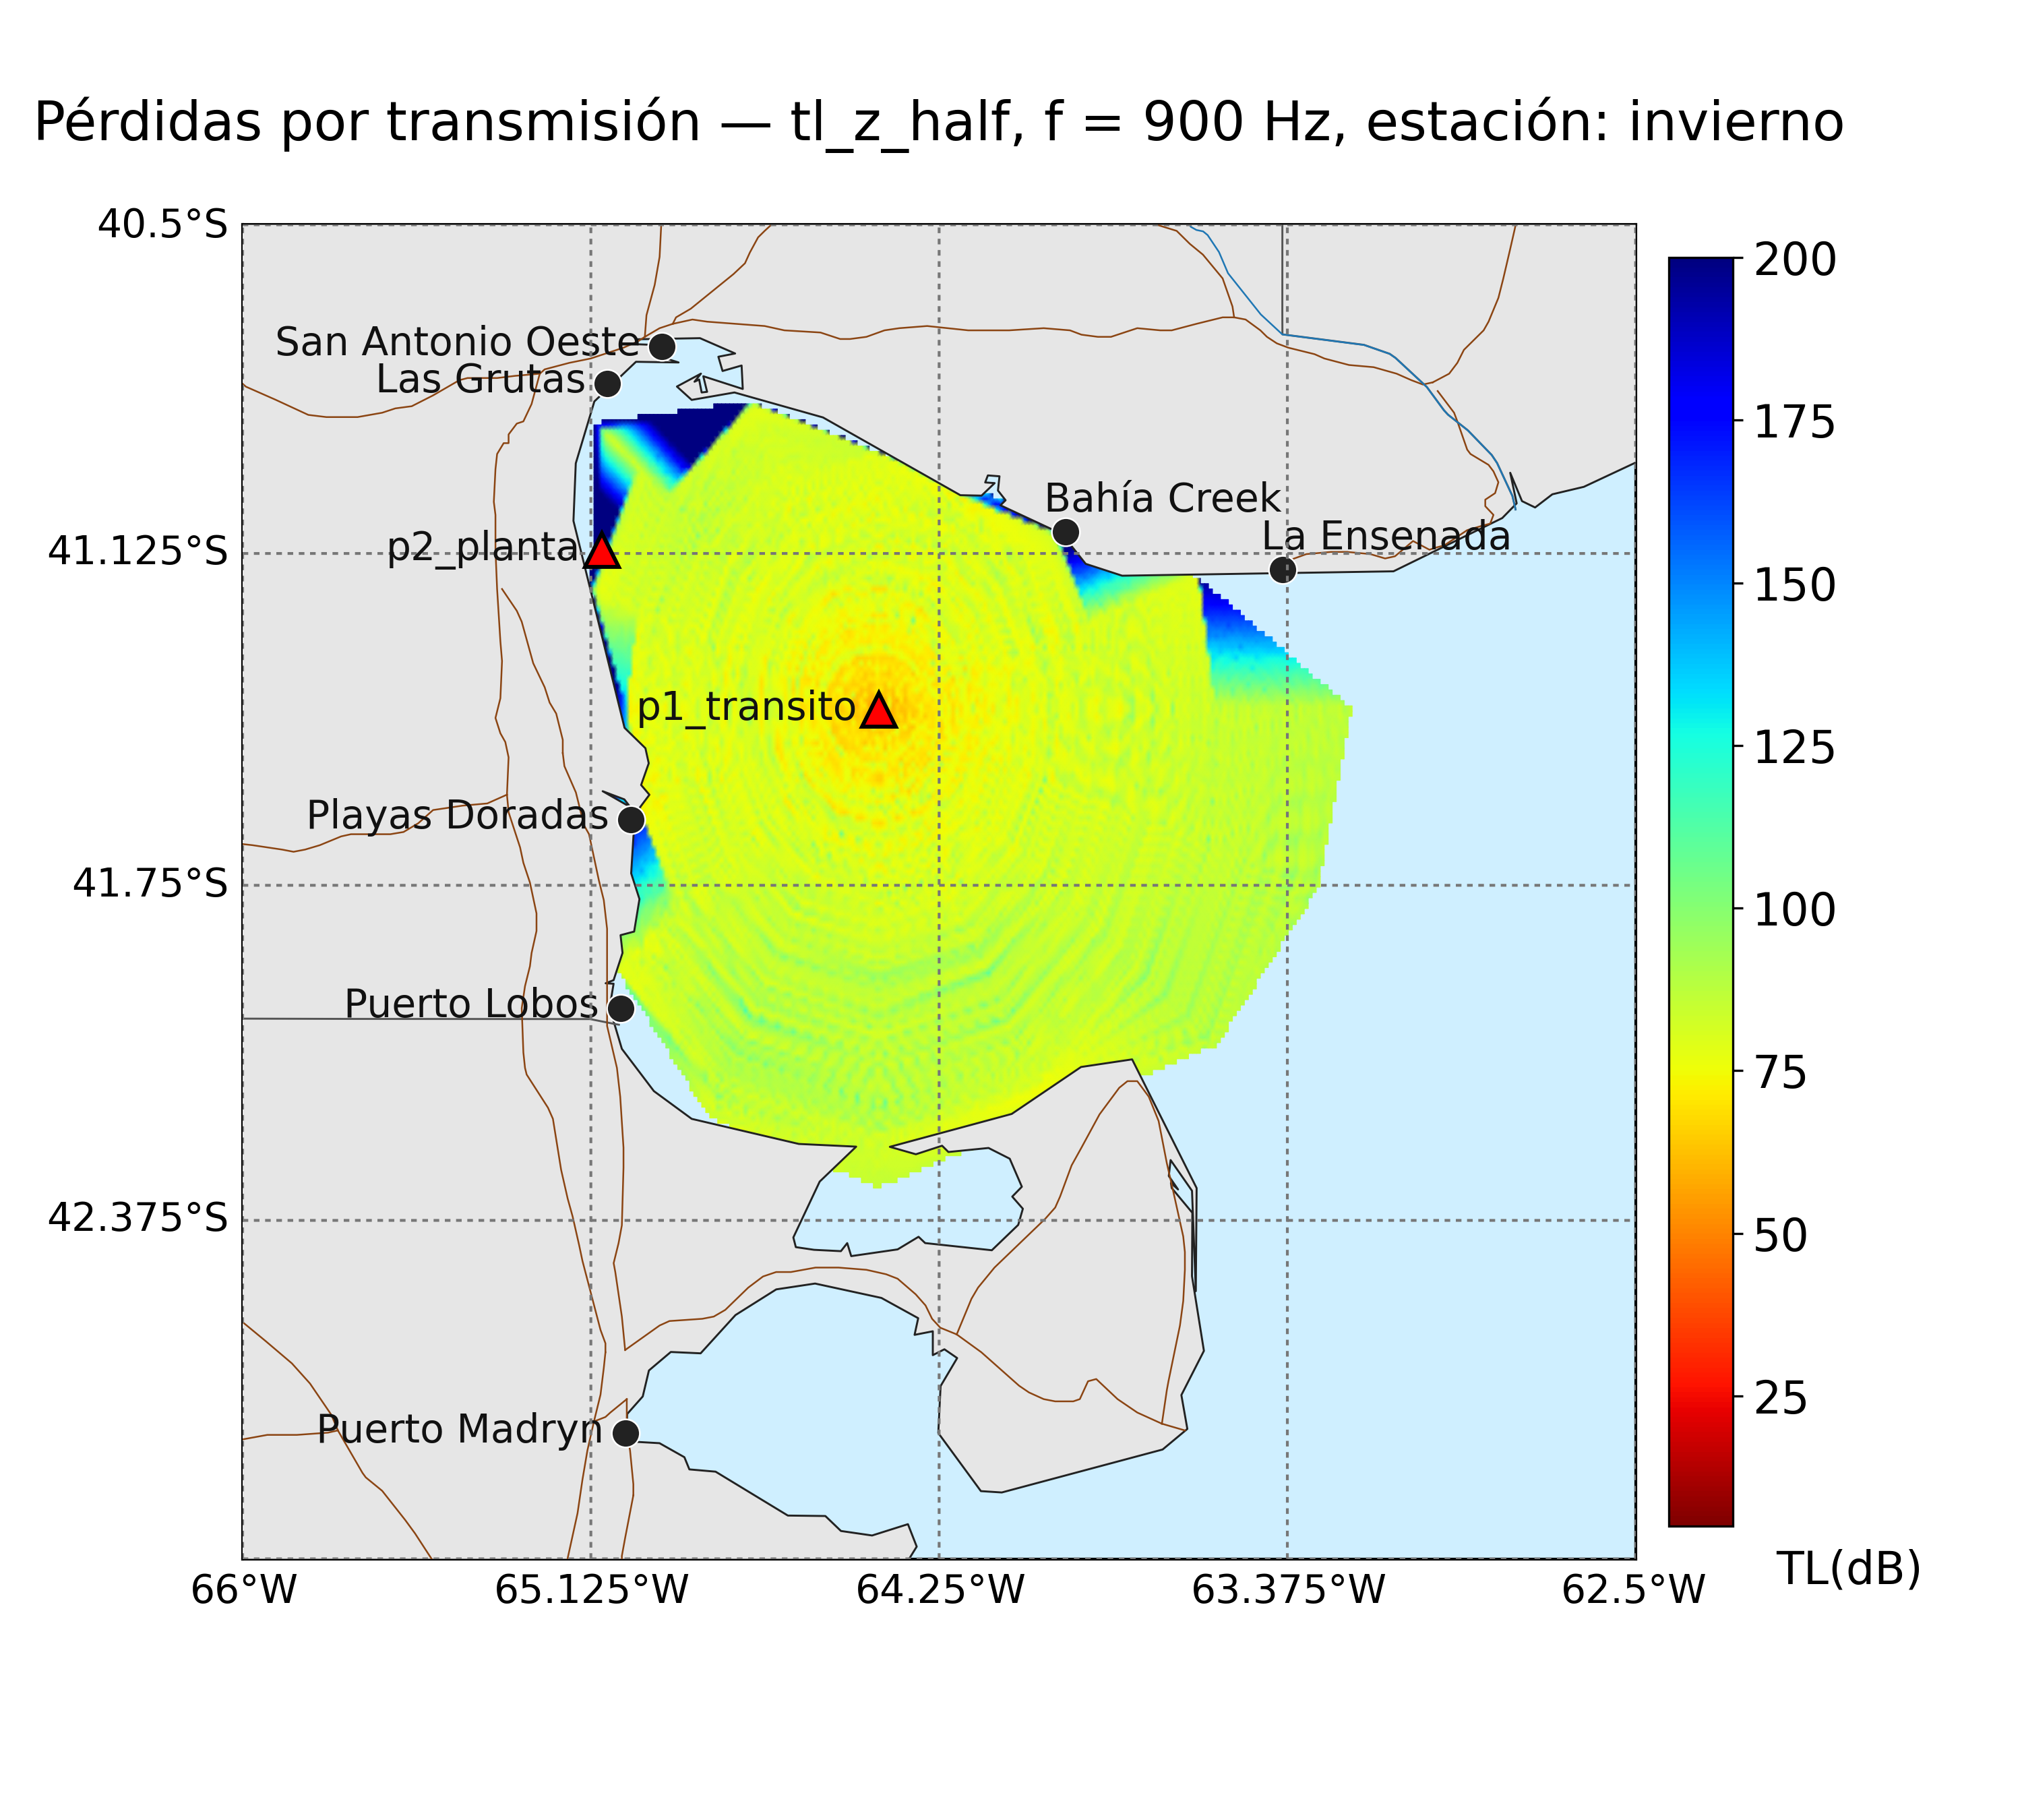 Pérdidas por transmisión — tl_z_half, f = 900 Hz, estación: invierno
40.5°S
200
San Antonio Oeste
Las Grutas
175
Bahía Creek
La Ensenada
p2_planta
41.125°S
150
p1_transito
125
Playas Doradas
41.75°S
100
Puerto Lobos
75
42.375°S
50
25
Puerto Madryn
TL(dB)
66°W
65.125°W
64.25°W
63.375°W
62.5°W